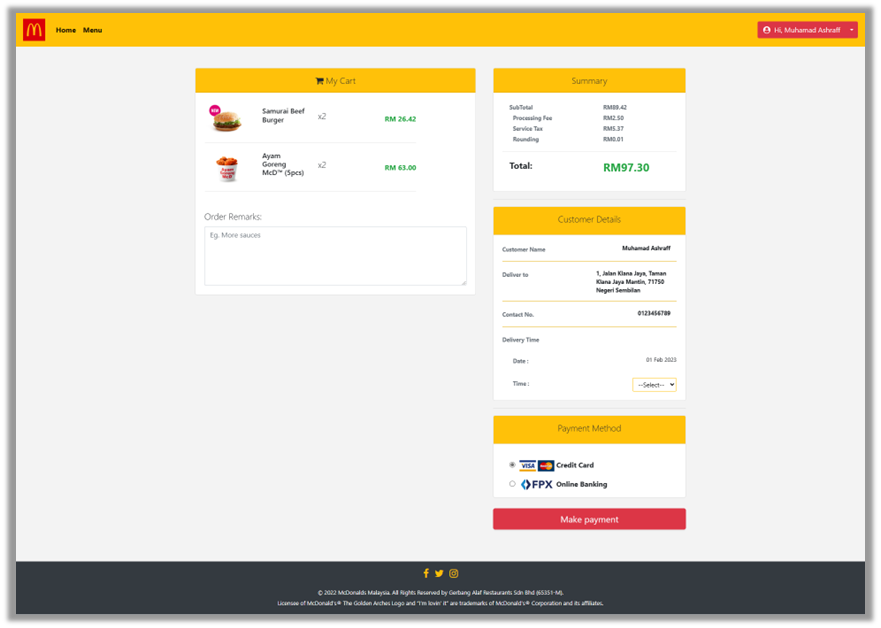 Home Menu
Hi, Muhamad Ashraff
My Cart
NEW
Samurai Beef
Burger
x2
RM 26.42
Ayam
Goreng
McD™ (5pcs)
x2
RM 63.00
Order Remarks:
Eg. More sauces
Summary
SubTotal RM89.42
Processing Fee RM2.50
Service Tax RM5.37
Rounding RM0.01
Total: RM97.30
Customer Details
Customer Name Muhamad Ashraff
Deliver to 1, Jalan Kiana Jaya, Taman
Kiana Jaya Mantin, 71750
Negeri Sembilan
Contact No. 0123456789
Delivery Time
Date : 01 Feb 2023
Time : --Select--
Payment Method
VISA MasterCard Credit Card
FPX Online Banking
Make payment
© 2022 McDonalds Malaysia, All Rights Reserved by Gerbang Alaf Restaurants Sdn Bhd (65351-M).
Licensee of McDonald's® The Golden Arches Logo and "I'm lovin' it" are trademarks of McDonald's® Corporation and its affiliates.